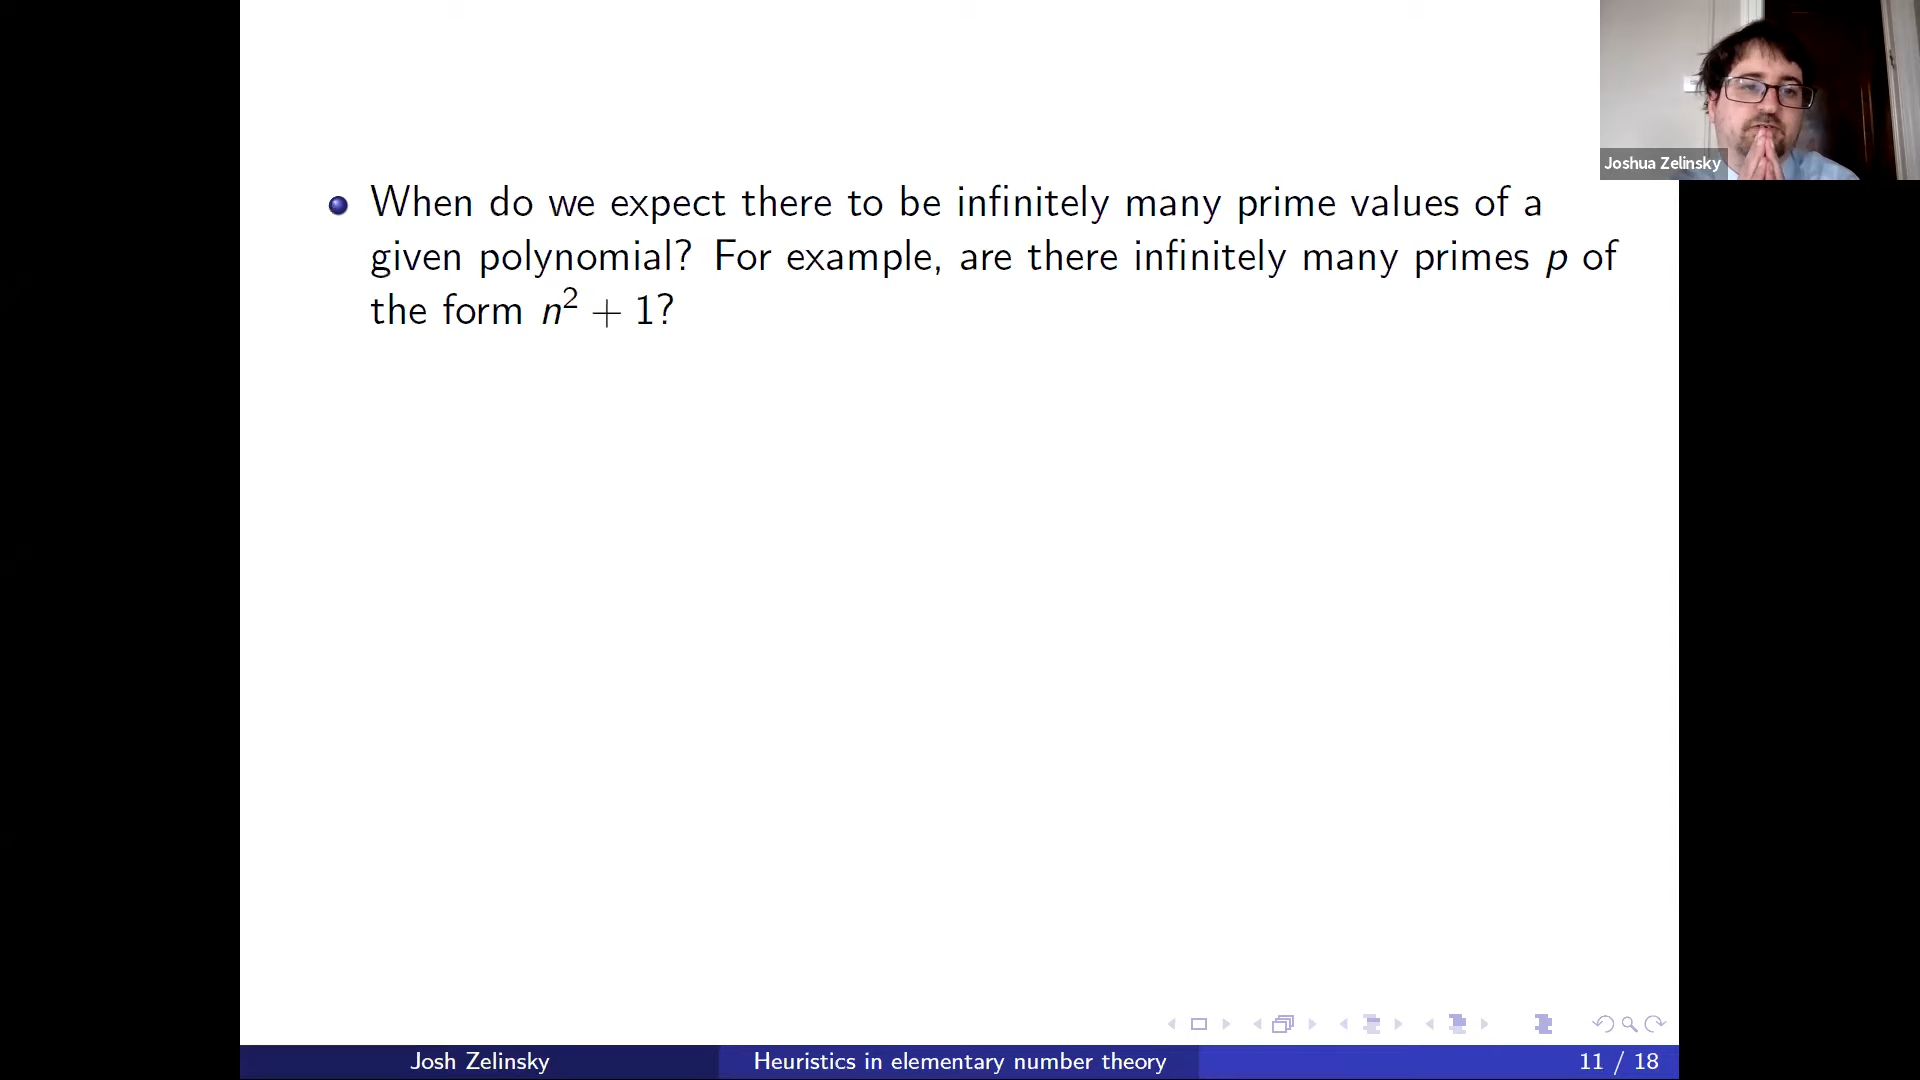 Joshua Zelinsky
When do we expect there to be infinitely many prime values of a
given polynomial? For example, are there infinitely many primes p of
the form n² + 1?
Josh Zelinsky
Heuristics in elementary number theory
11 / 18